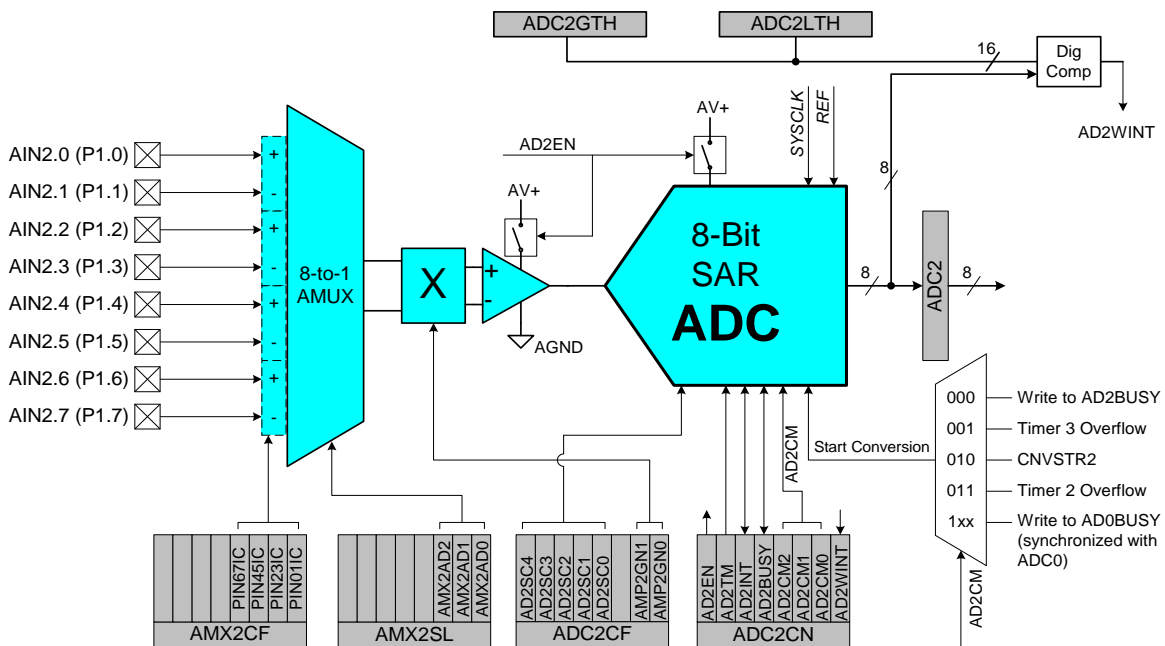 ADC2GTH
ADC2LTH
16
Dig
Comp
AD2WINT
AV+
SYSCLK
REF
AD2EN
AV+
8
AIN2.0 (P1.0)
AIN2.1 (P1.1)
AIN2.2 (P1.2)
AIN2.3 (P1.3)
AIN2.4 (P1.4)
AIN2.5 (P1.5)
AIN2.6 (P1.6)
AIN2.7 (P1.7)
+
-
+
-
+
-
+
-
8-to-1
AMUX
X
+
-
AGND
8-Bit
SAR
ADC
8
ADC2
8
Start Conversion
AD2CM
000
Write to AD2BUSY
001
Timer 3 Overflow
010
CNVSTR2
011
Timer 2 Overflow
1xx
Write to AD0BUSY
(synchronized with
ADC0)
AD2CM
PIN67IC
PIN45IC
PIN23IC
PIN01IC
AMX2CF
AMX2AD2
AMX2AD1
AMX2AD0
AMX2SL
AD2SC4
AD2SC3
AD2SC2
AD2SC1
AD2SC0
AMP2GN1
AMP2GN0
ADC2CF
AD2EN
AD2TM
AD2INT
AD2BUSY
AD2CM2
AD2CM1
AD2CM0
AD2WINT
ADC2CN